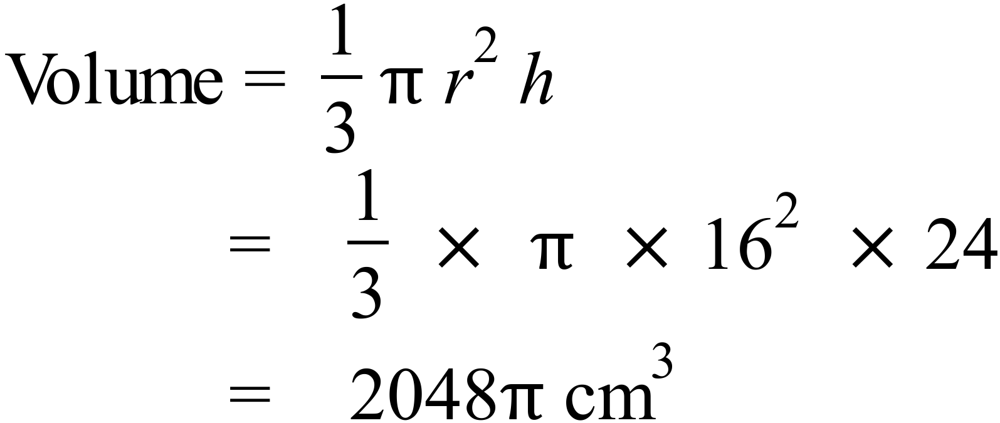 Volume = 1/3 π r² h
= 1/3 × π × 16² × 24
= 2048π cm³